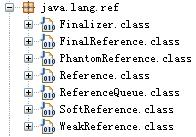 java.lang.ref
Finalizer.class
FinalReference.class
PhantomReference.class
Reference.class
ReferenceQueue.class
SoftReference.class
WeakReference.class